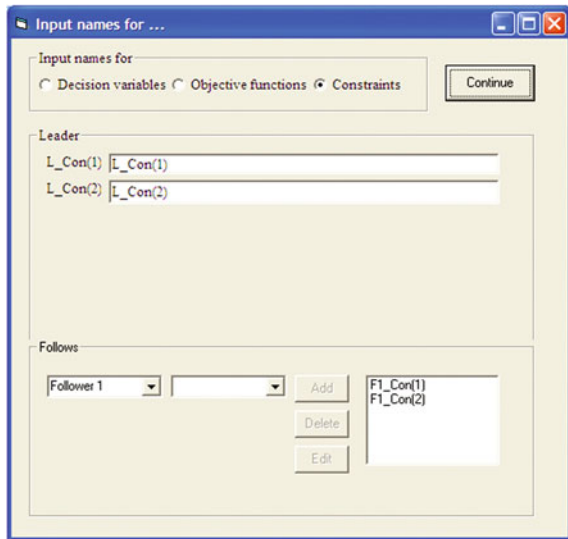 Input names for ...
Input names for
Decision variables Objective functions Constraints
Continue
Leader
L_Con(1) L_Con(1)
L_Con(2) L_Con(2)
Follows
Follower 1
Add
Delete
Edit
F1_Con(1)
F1_Con(2)